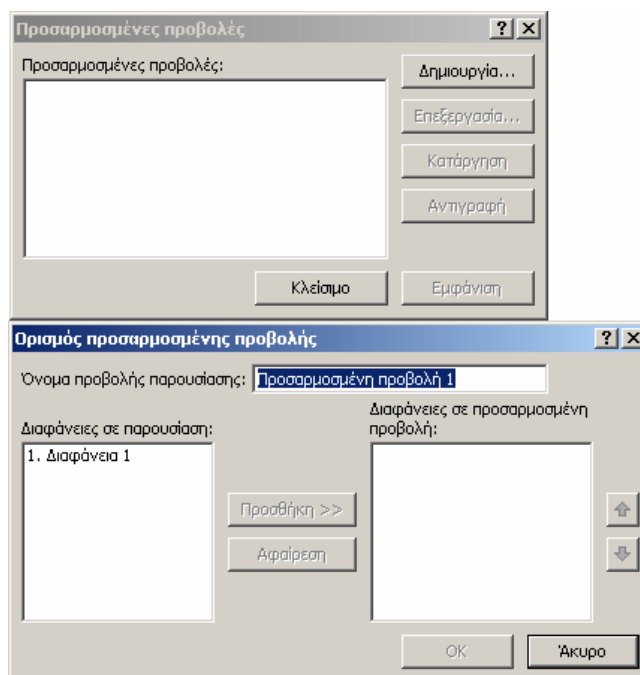 Προσαρμοσμένες προβολές
Προσαρμοσμένες προβολές:
Δημιουργία...
Επεξεργασία...
Κατάργηση
Αντιγραφή
Κλείσιμο
Εμφάνιση
Ορισμός προσαρμοσμένης προβολής
Όνομα προβολής παρουσίασης: Προσαρμοσμένη προβολή 1
Διαφάνειες σε παρουσίαση:
1. Διαφάνεια 1
Προσθήκη >>
Αφαίρεση
Διαφάνειες σε προσαρμοσμένη
προβολή:
OK
Άκυρο